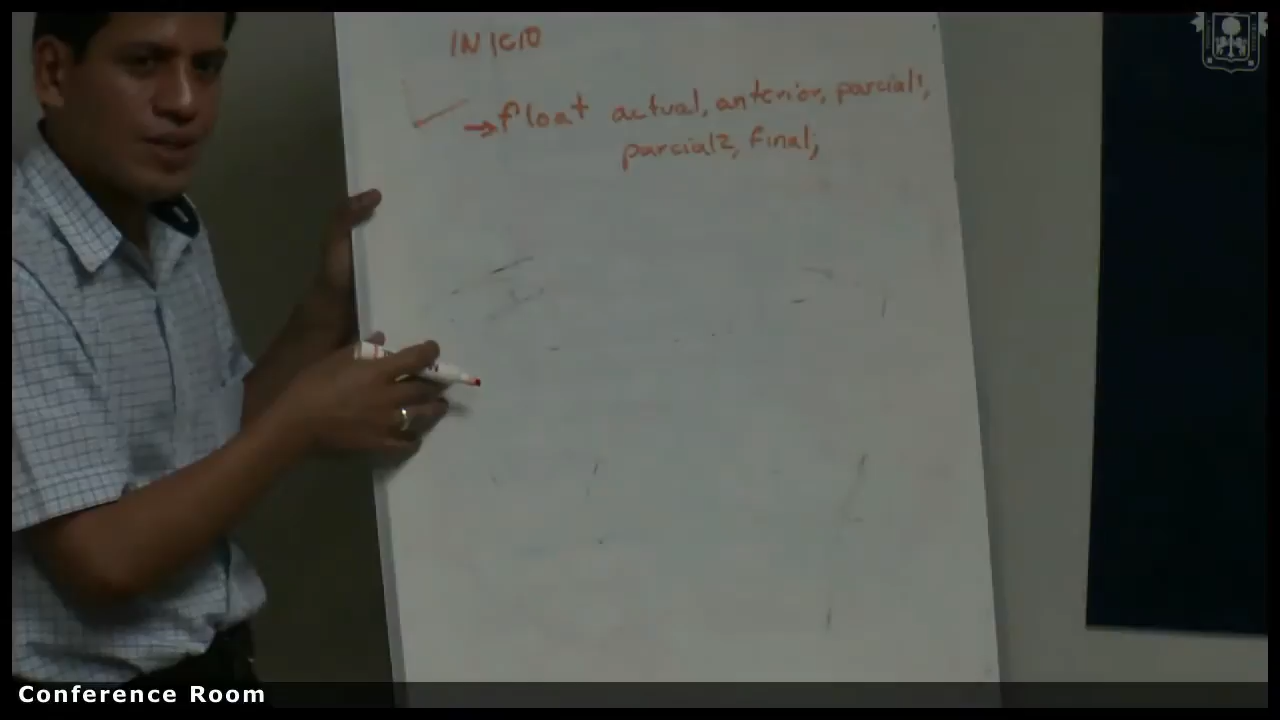 INICIO
→float actual, anterior, parcial1,
parcial2, final;
Conference Room